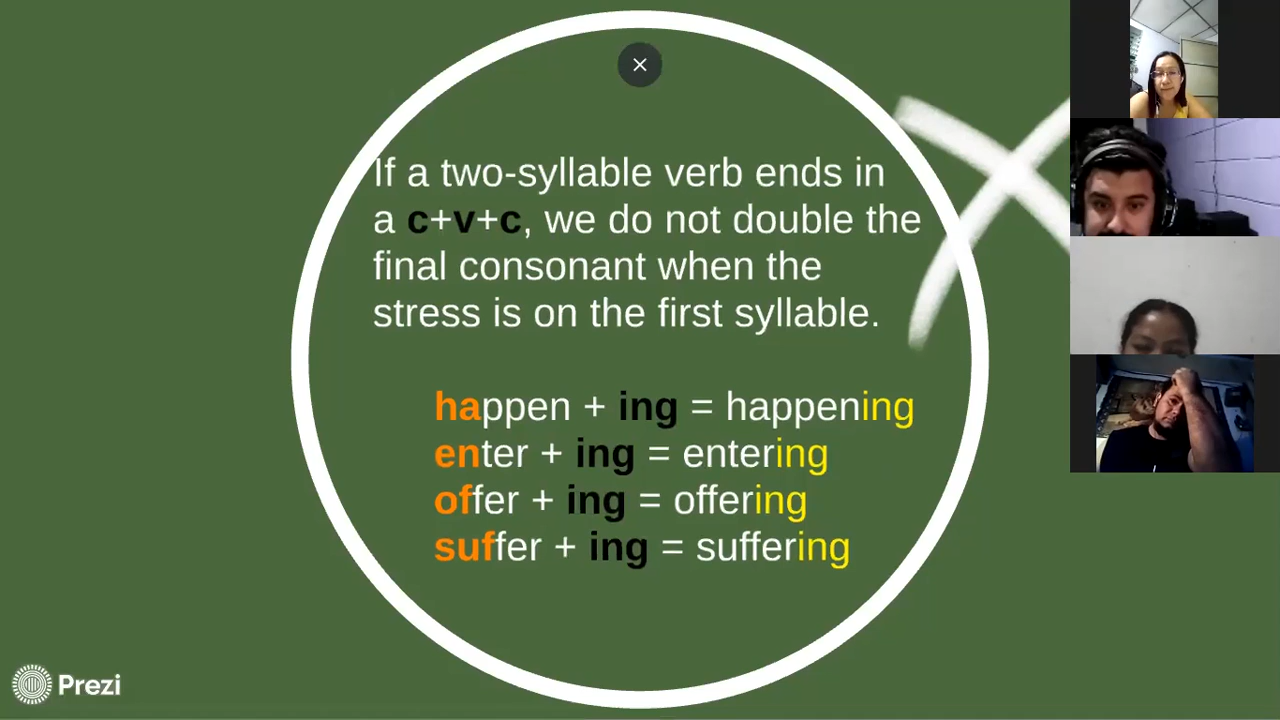 If a two-syllable verb ends in
a c+v+c, we do not double the
final consonant when the
stress is on the first syllable.
happen + ing = happening
enter + ing = entering
offer + ing = offering
suffer + ing = suffering
Prezi